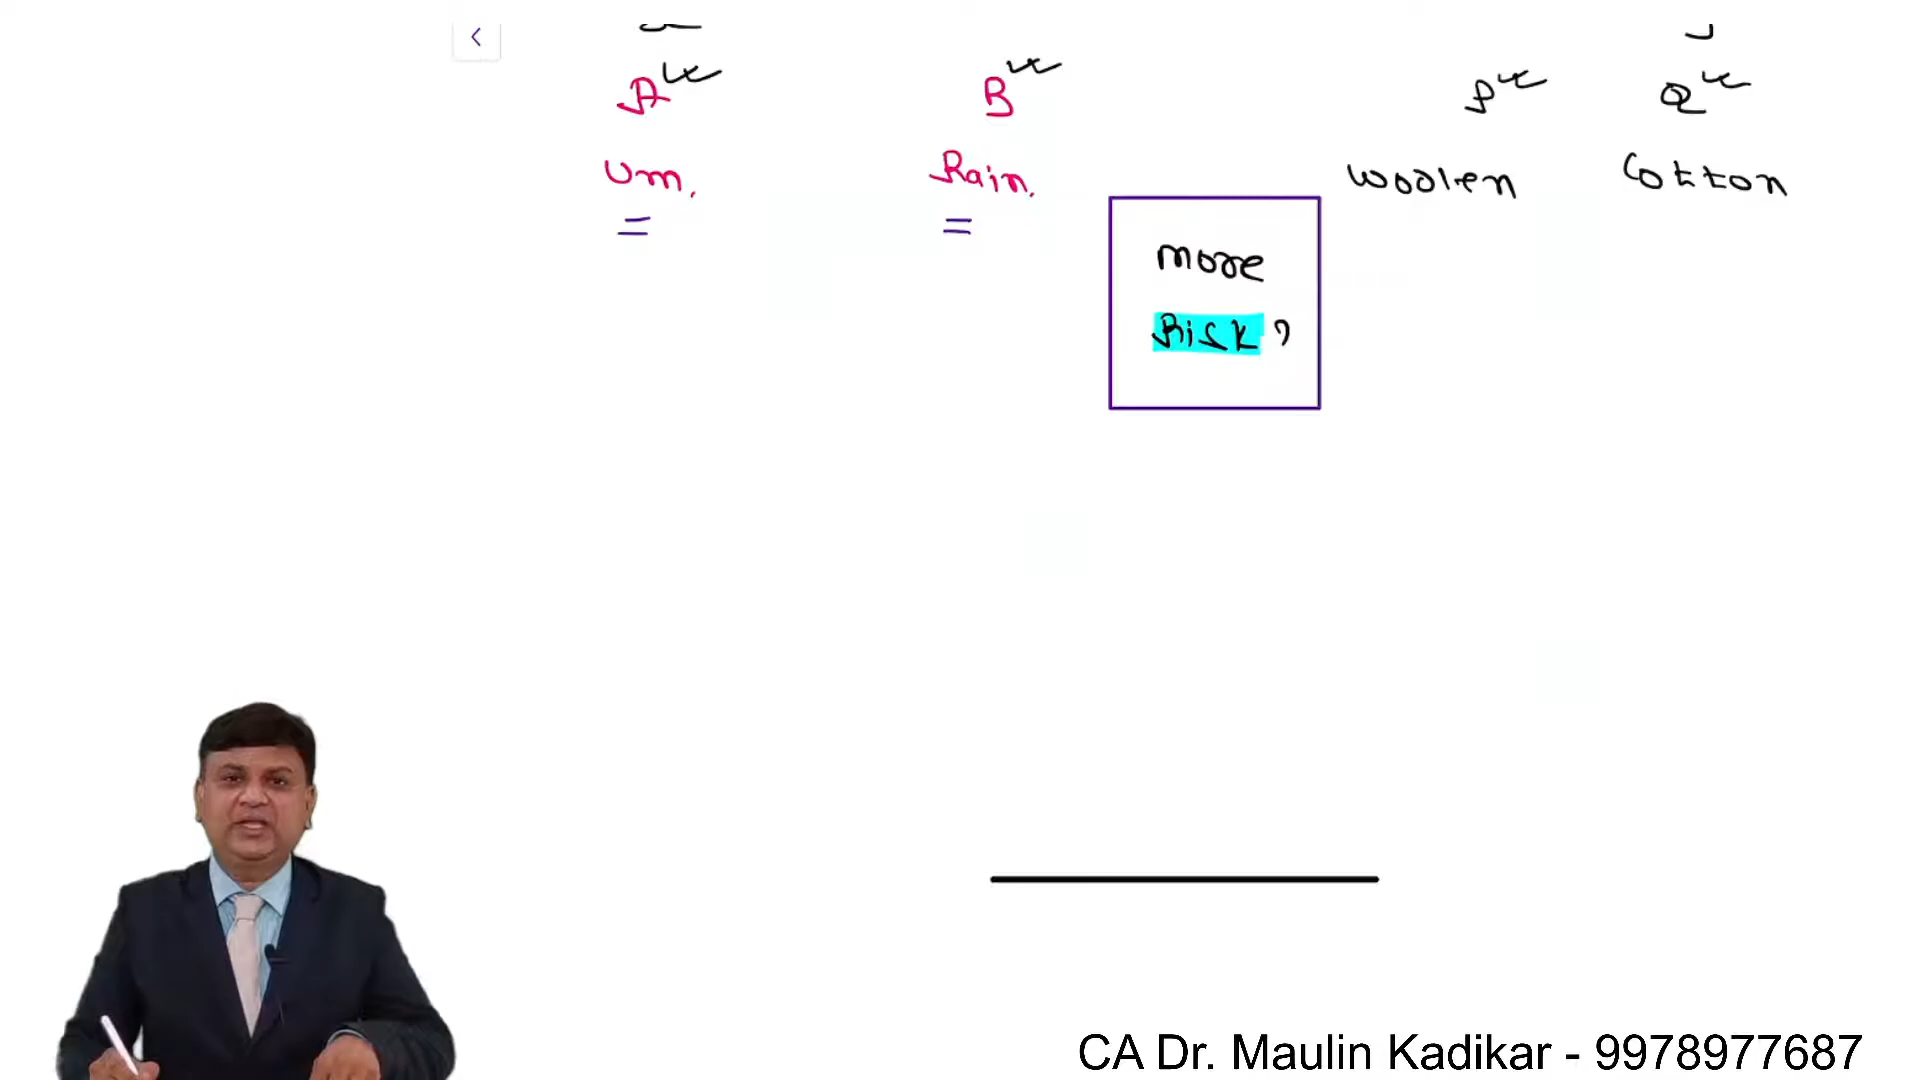 A B P Q
Um. Rain. Woolen Cotton
= =
more
Risk ?
CA Dr. Maulin Kadikar - 9978977687